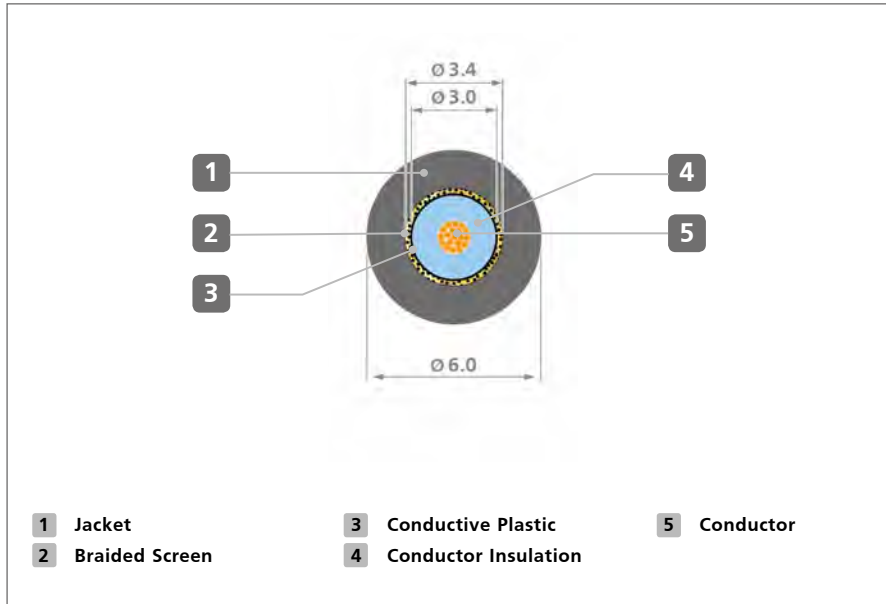 Ø 3.4
Ø 3.0
1
4
2
5
3
Ø 6.0
1 Jacket
3 Conductive Plastic
5 Conductor
2 Braided Screen
4 Conductor Insulation